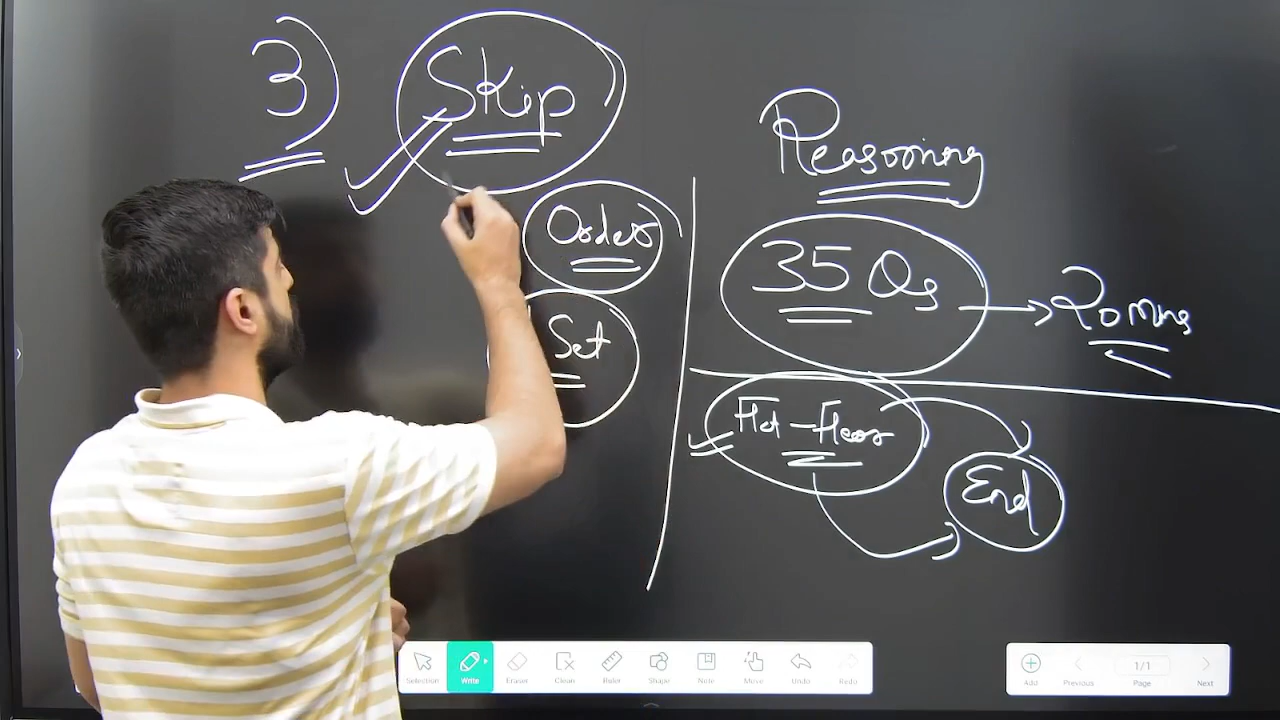 3) Skip
Order
Set
Reasoning
35 Qs → 20 Mins
Flat - Floor
End
Selection
Write
Eraser
Clean
Ruler
Shape
Note
Move
Undo
Redo
Add
Previous
1/1
Page
Next